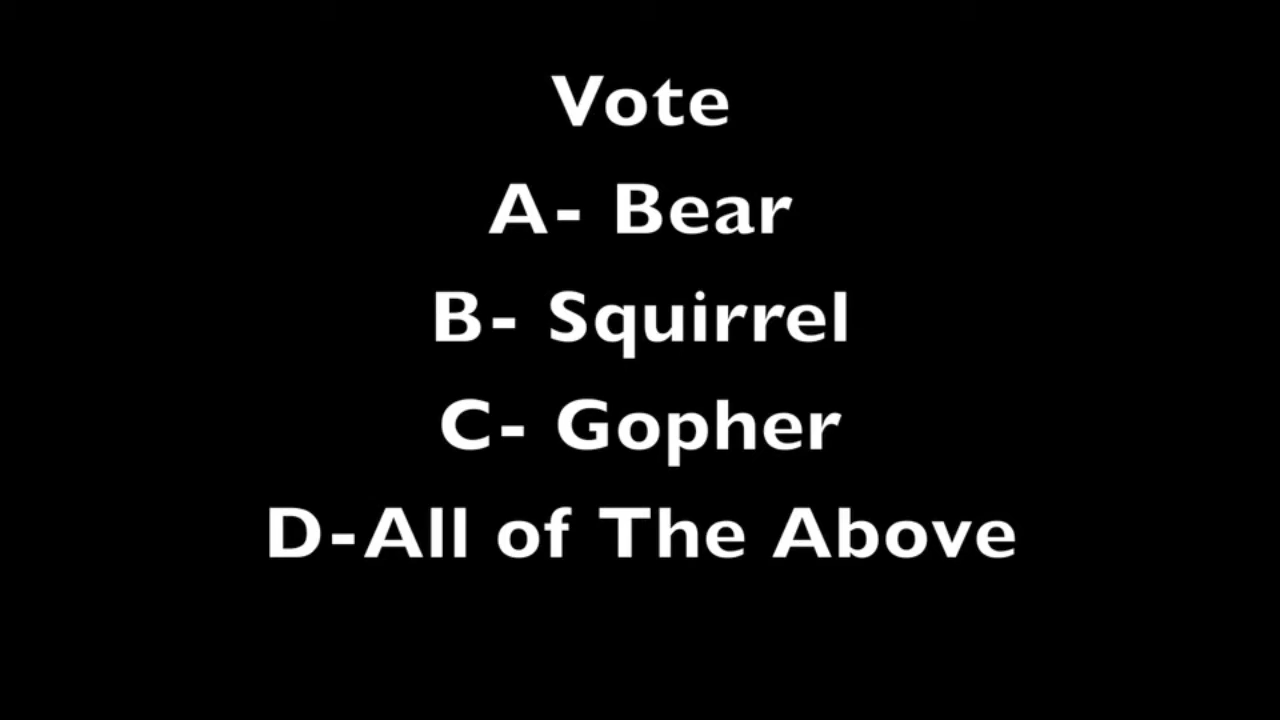 Vote
A- Bear
B- Squirrel
C- Gopher
D-All of The Above